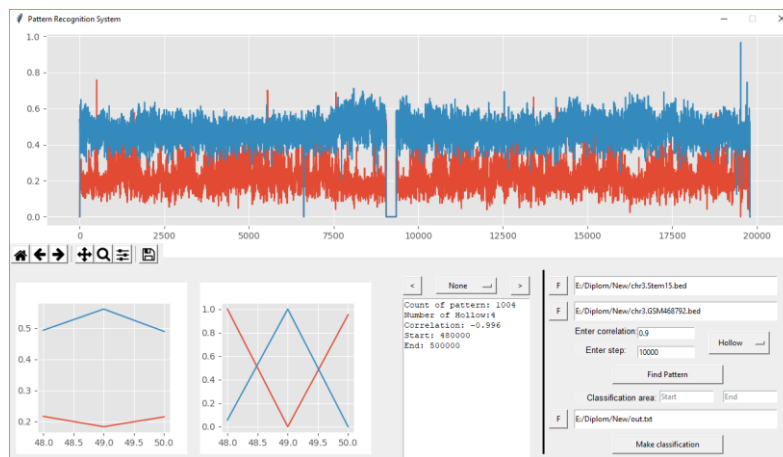 Pattern Recognition System
1.0
0.8
0.6
0.4
0.2
0.0
0 2500 5000 7500 10000 12500 15000 17500 20000
< None >
F E:/Diplom/New/chr3.Stem15.bed
F E:/Diplom/New/chr3.GSM468792.bed
Count of pattern: 1004
Number of Hollow:4
Correlation: -0.996
Start: 480000
End: 500000
Enter correlation: 0.9
Enter step: 10000
Hollow
Find Pattern
Classification area: Start End
F E:/Diplom/New/out.txt
Make classification
0.5
0.4
0.3
0.2
48.0 48.5 49.0 49.5 50.0
1.0
0.8
0.6
0.4
0.2
0.0
48.0 48.5 49.0 49.5 50.0